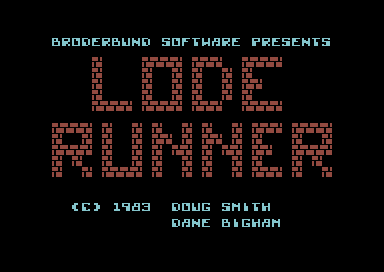 BRODERBUND SOFTWARE PRESENTS
LODE
RUNNER
(C) 1983 DOUG SMITH
DANE BIGHAM